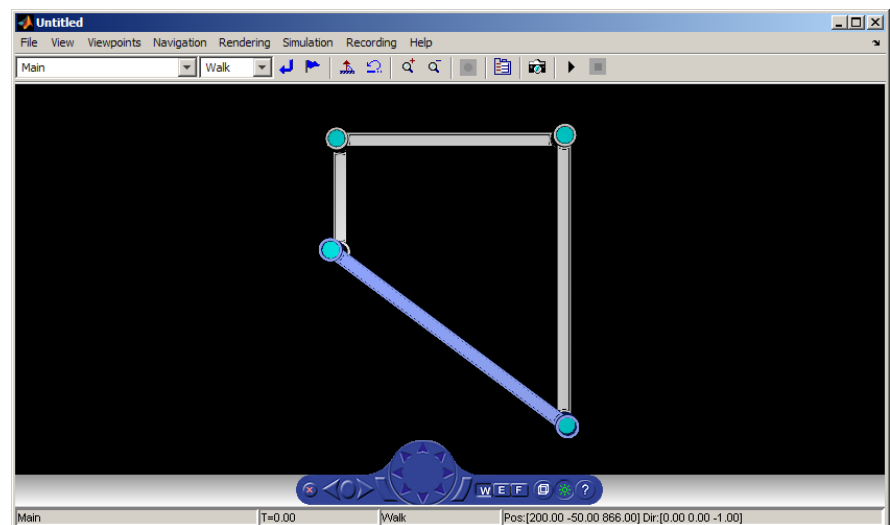 Untitled
File View Viewpoints Navigation Rendering Simulation Recording Help
Main Walk
W E F ?
Main T=0.00 Walk Pos:[200.00 -50.00 866.00] Dir:[0.00 0.00 -1.00]